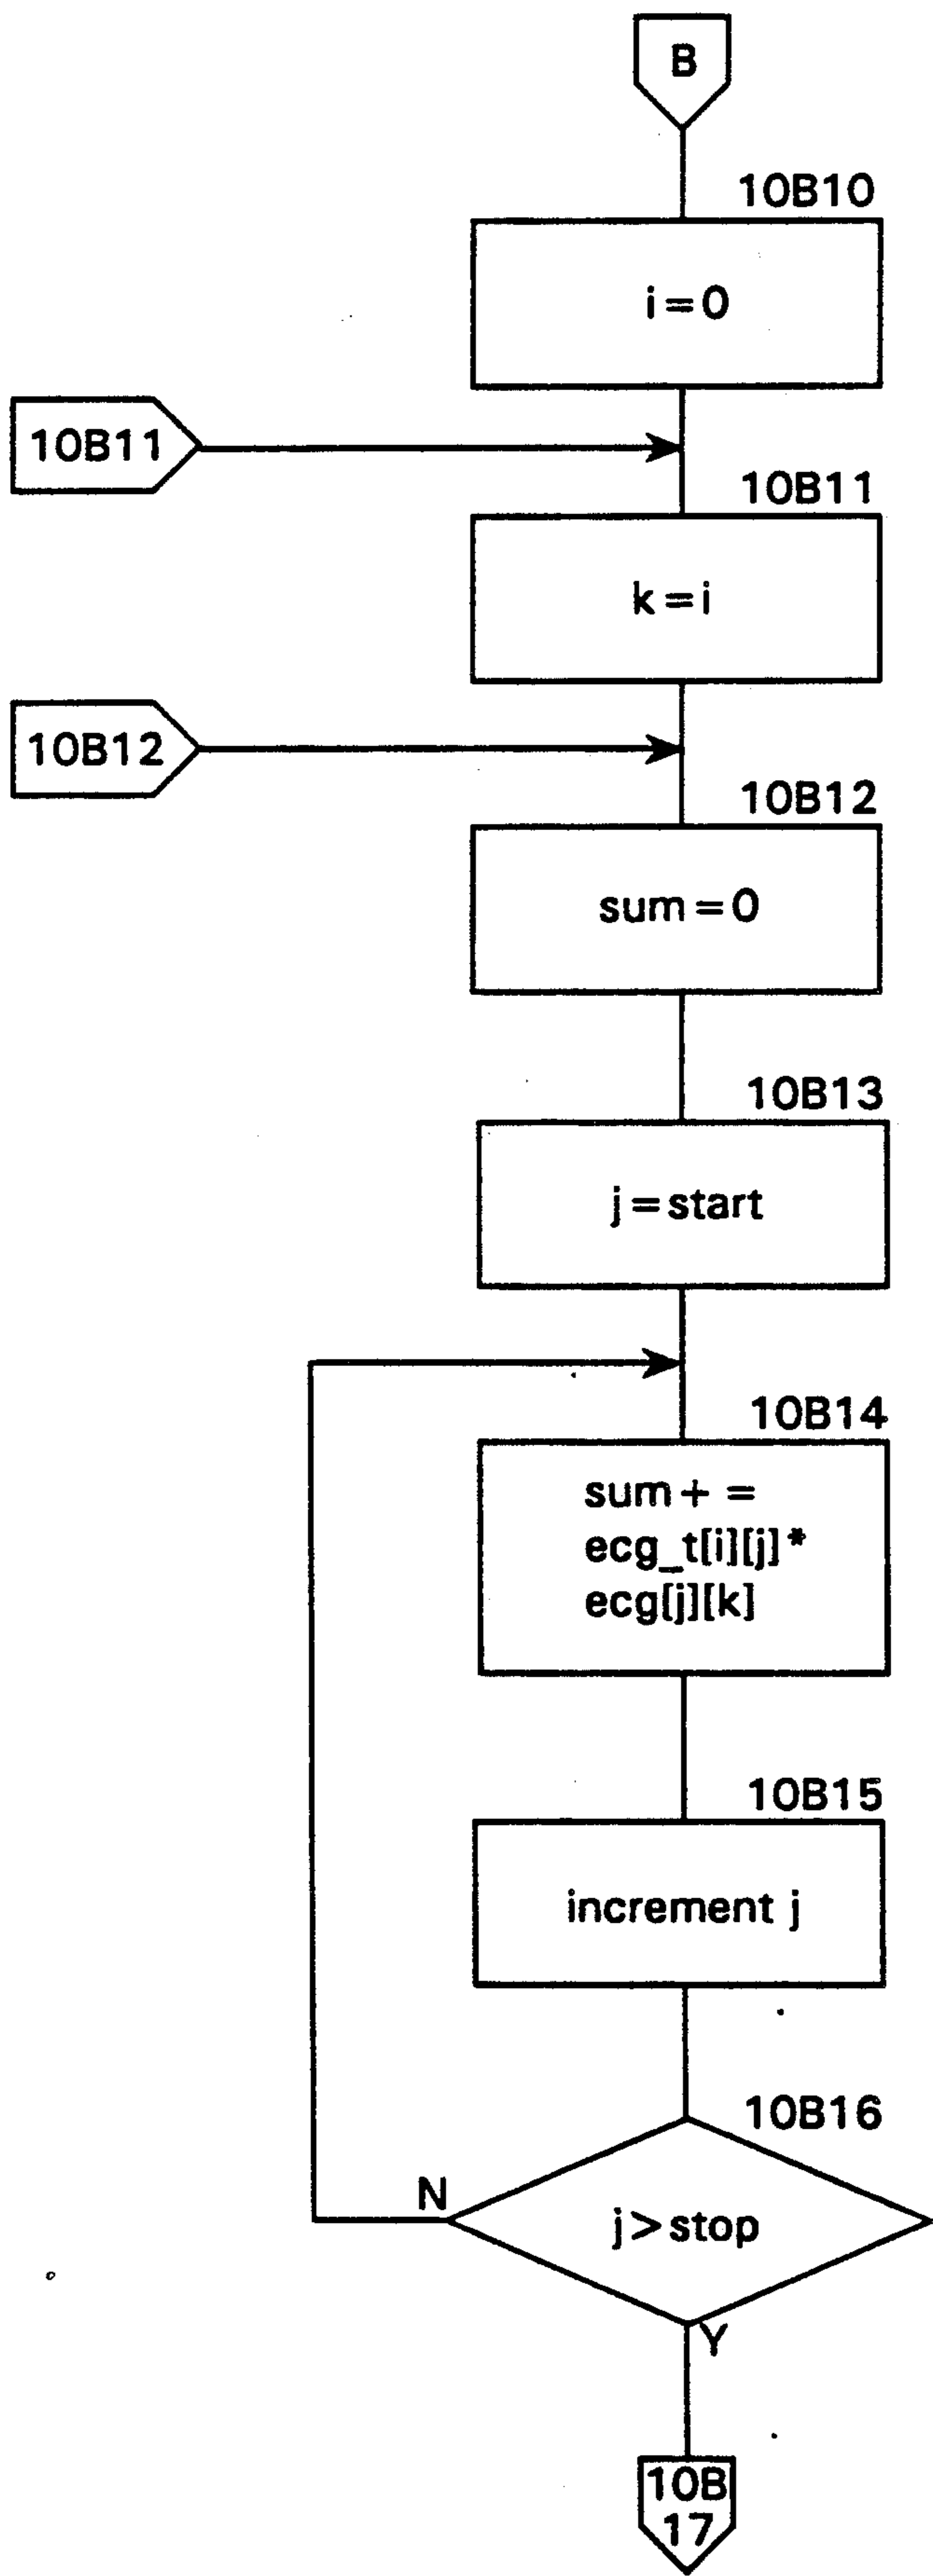 B
10B10
i=0
10B11
10B11
k=i
10B12
10B12
sum=0
10B13
j=start
10B14
sum+ =
ecg_t[i][j]*
ecg[j][k]
10B15
increment j
10B16
N
j>stop
Y
10B
17